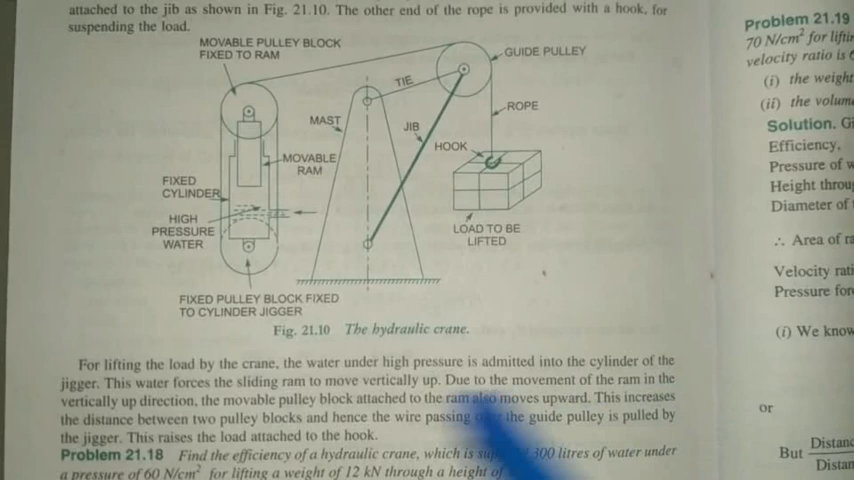 attached to the jib as shown in Fig. 21.10. The other end of the rope is provided with a hook, for
suspending the load.
MOVABLE PULLEY BLOCK
FIXED TO RAM
GUIDE PULLEY
TIE
ROPE
MAST
JIB
HOOK
MOVABLE
RAM
FIXED
CYLINDER
HIGH
PRESSURE
WATER
LOAD TO BE
LIFTED
FIXED PULLEY BLOCK FIXED
TO CYLINDER JIGGER
Fig. 21.10 The hydraulic crane.
For lifting the load by the crane, the water under high pressure is admitted into the cylinder of the
jigger. This water forces the sliding ram to move vertically up. Due to the movement of the ram in the
vertically up direction, the movable pulley block attached to the ram also moves upward. This increases
the distance between two pulley blocks and hence the wire passing over the guide pulley is pulled by
the jigger. This raises the load attached to the hook.
Problem 21.18 Find the efficiency of a hydraulic crane, which is 300 litres of water under
a pressure of 60 N/cm² for lifting a weight of 12 kN through a height of
Problem 21.19
70 N/cm² for
velocity ratio is
(i) the weight
(ii) the
Solution.
Efficiency,
Pressure of
Height
Diameter of
∴ Area of
Velocity
Pressure
(i) We know
or
But